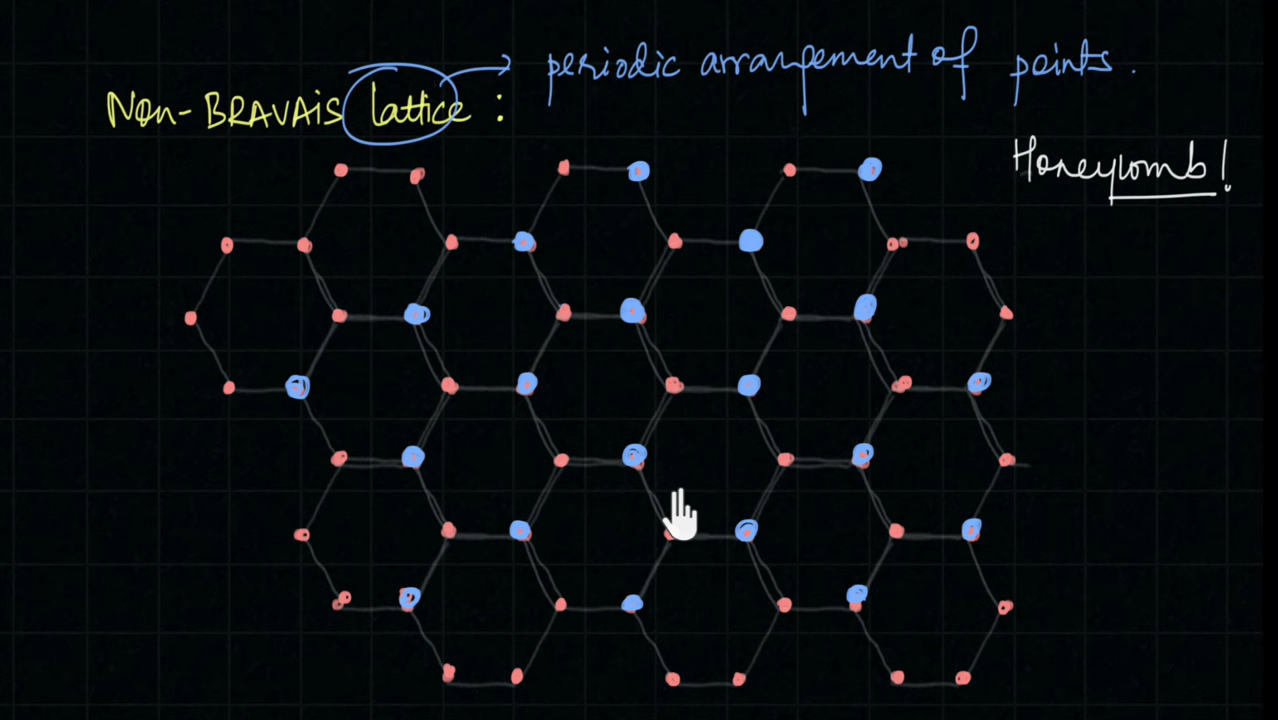 periodic arrangement of points.
Non-BRAVAIS lattice :
Honeycomb!